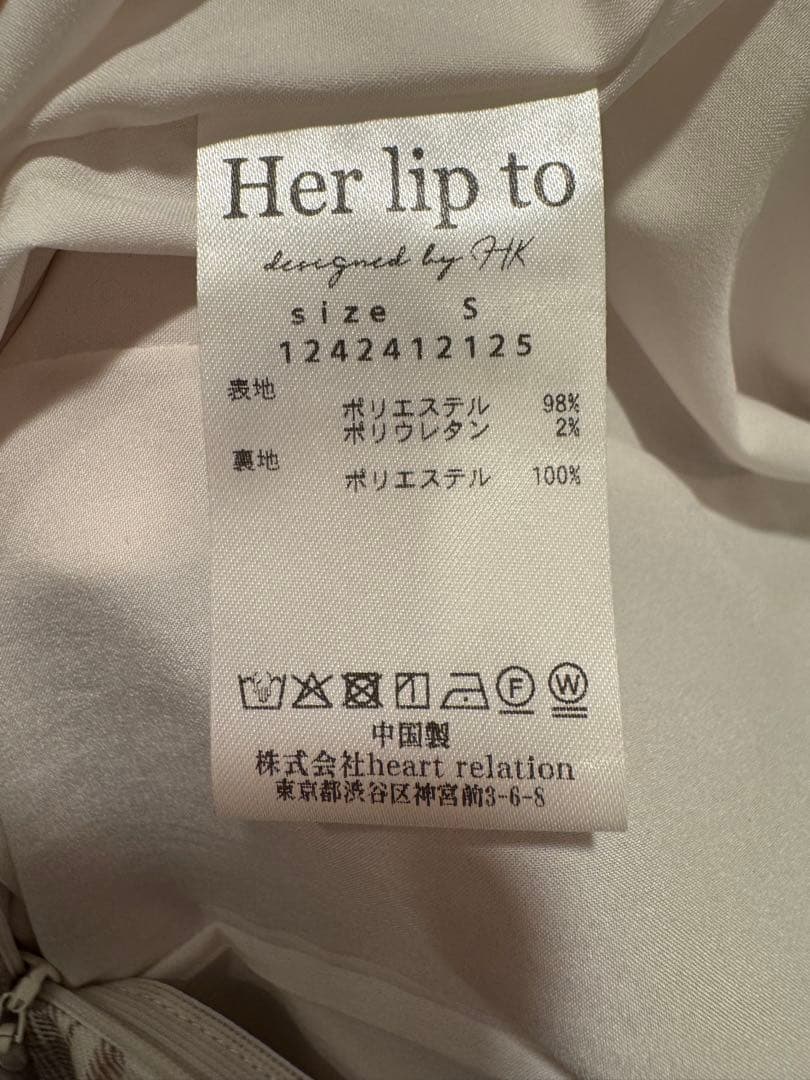 Her lip to
designed by HK
size S
1242412125
表地
ポリエステル 98%
ポリウレタン 2%
裏地
ポリエステル 100%
F W
中国製
株式会社heart relation
東京都渋谷区神宮前3-6-8